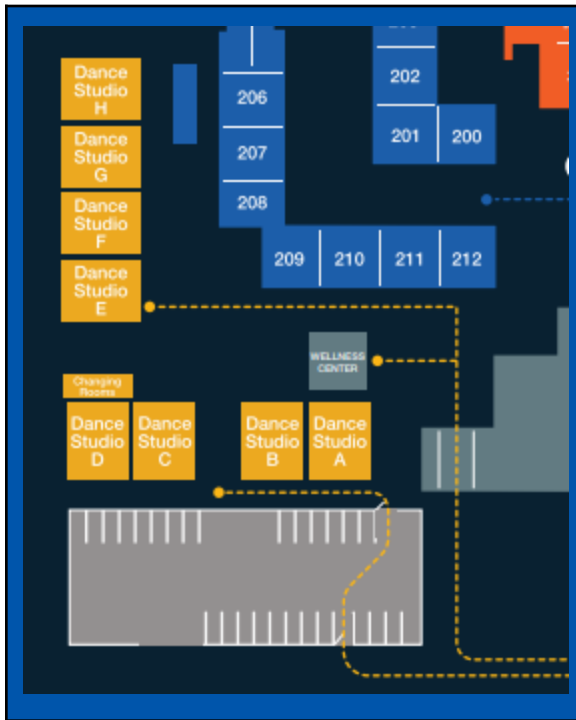 Dance
Studio
H
206
202
201
200
Dance
Studio
G
207
208
Dance
Studio
F
209
210
211
212
Dance
Studio
E
WELLNESS
CENTER
Changing
Rooms
Dance
Studio
D
Dance
Studio
C
Dance
Studio
B
Dance
Studio
A